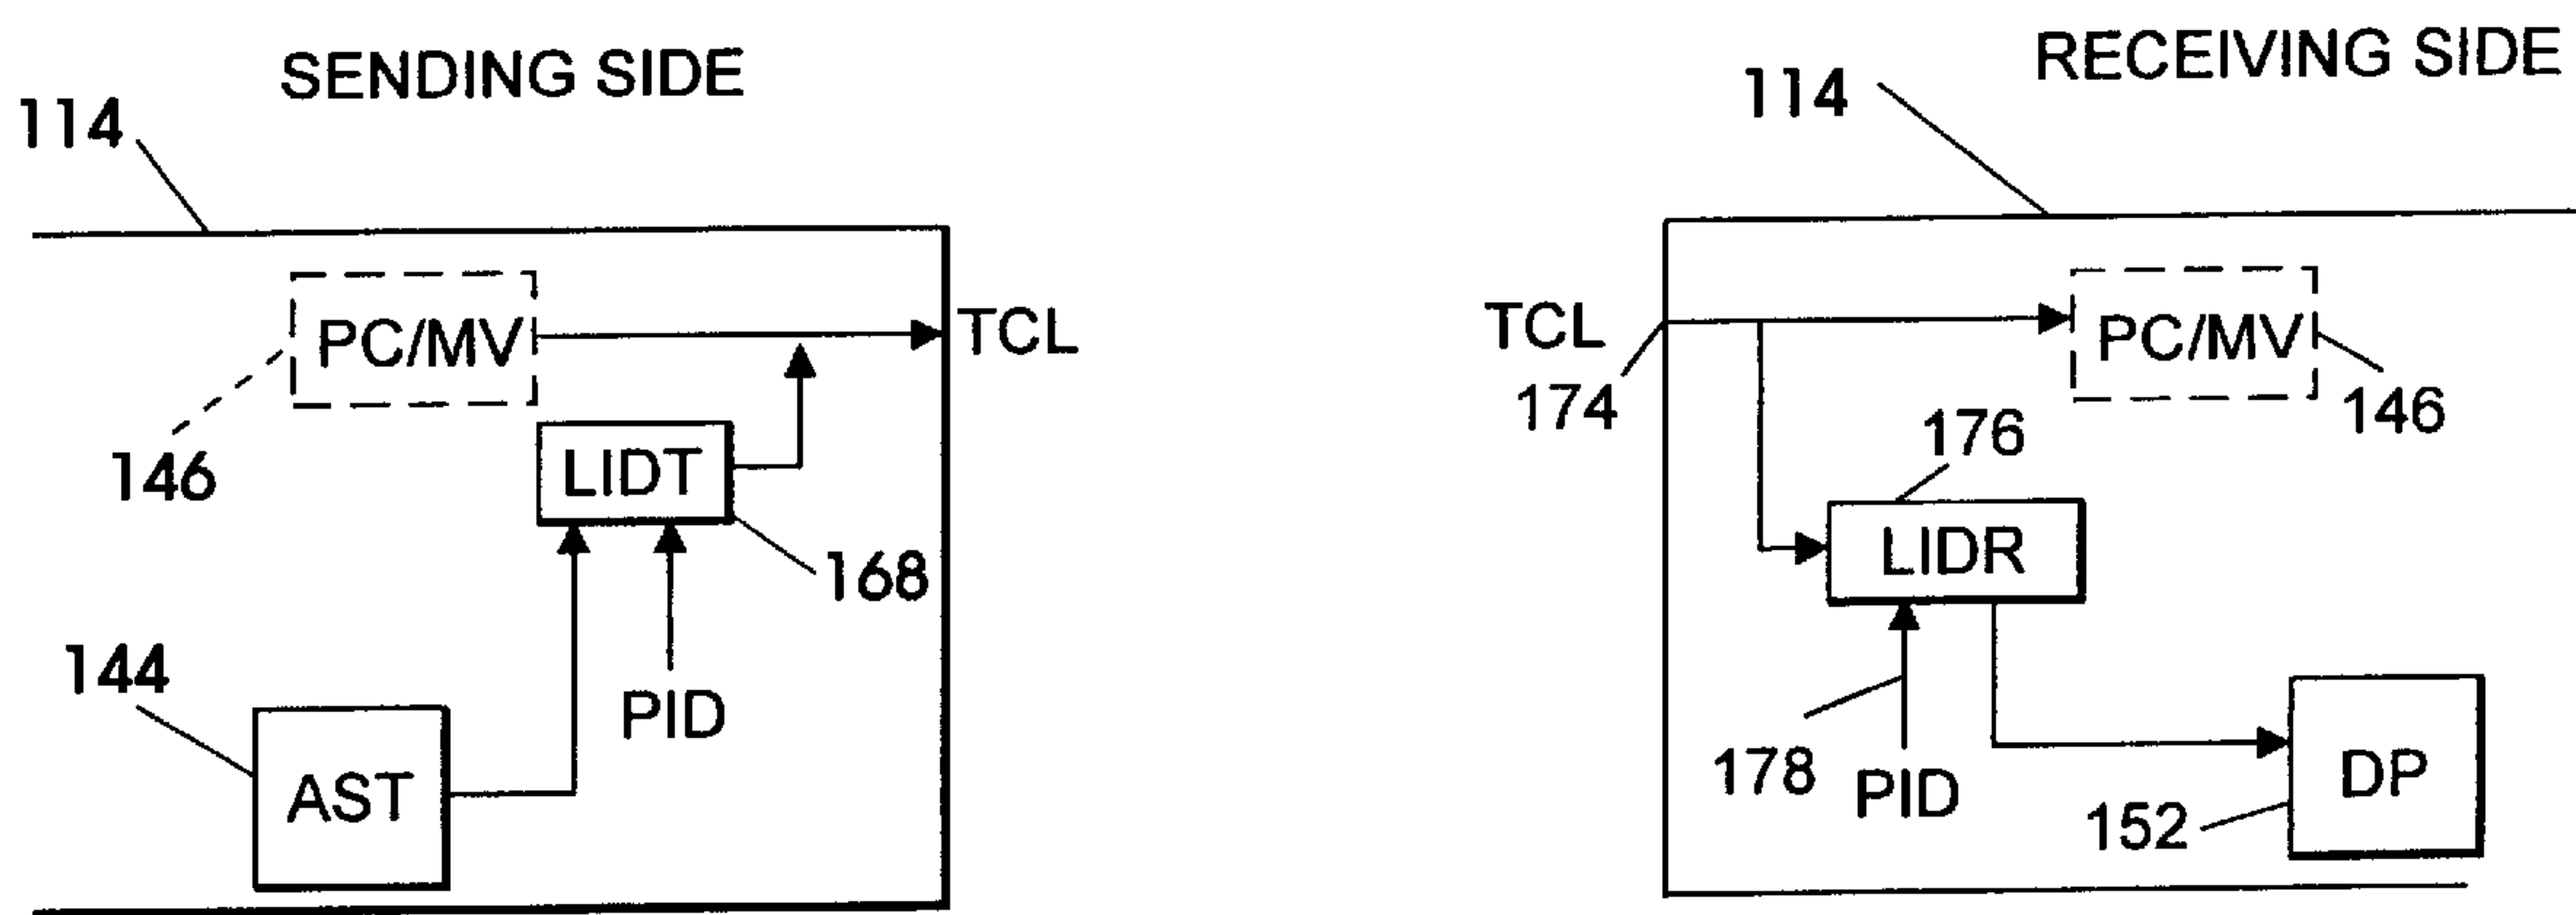 SENDING SIDE
114
PC/MV
TCL
146
LIDT
168
144
PID
AST
RECEIVING SIDE
114
TCL
174
PC/MV
146
176
LIDR
178
PID
152
DP